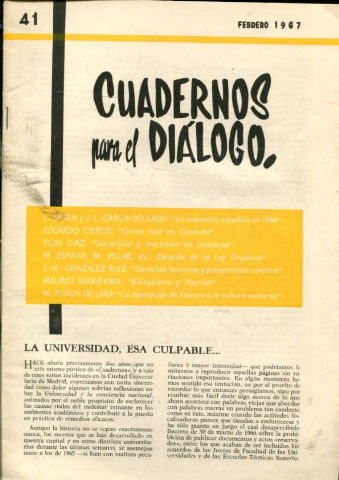 41
FEBRERO 1967
CUADERNOS
para el DIÁLOGO.
J. L. GARCIA DELGADO: "La economía española en 1966".
EDUARDO CIERCO: "Lérida está en Cataluña".
ELIAS DIAZ: "Socialismo y marxismo en Unamuno".
M. ESPINAR, M. VILLAR, etc.: Después de la Ley Orgánica".
J. M.ª GONZALEZ RUIZ: "Derechos humanos y pensamiento católico".
MAURICI SERRAHIMA: "Bilingüismo y libertad".
M. TUÑON DE LARA: "La aportación de Francia a la cultura moderna".
LA UNIVERSIDAD, ESA CULPABLE...
HACE ahora precisamente dos años, que en
este mismo pórtico de «Cuadernos», y a raíz
de unos serios incidentes en la Ciudad Universi-
taria de Madrid, expresamos con tanta sinceri-
dad como dolor algunas sobrias reflexiones so-
bre la Universidad y la conciencia nacional,
animados por el noble propósito de esclarecer
las causas reales del malestar reinante en los
ambientes académicos y contribuir a la puesta
en práctica de remedios eficaces.
Aunque la historia no se repita exactamente
nunca, los sucesos que se han desarrollado en
nuestra capital y en otros distritos universita-
rios durante las últimas semanas, se asemejan
tanto a los de 1965 —si bien con matices pecu-
liares y mayor intensidad— que podríamos li-
mitarnos a reproducir aquellas páginas sin va-
riaciones importantes. En algún momento he-
mos sentido esa tentación, no por el prurito de
recordar lo que entonces presagiamos, sino por
resultar más fácil decir algo acerca de lo que
ahora acontece con palabras viejas que abordar
con palabras nuevas un problema tan candente
como es éste, máxime cuando las actitudes fis-
calizadoras parece que tienden a endurecerse y
ha sido puesto en juego el casi desapercibido
Decreto de 30 de marzo de 1966 sobre la prohi-
bición de publicar documentos y actos «reserva-
dos», entre los que acaban de ser incluidos los
acuerdos de las Juntas de Facultad de las Uni-
versidades y de las Escuelas Técnicas Superio-